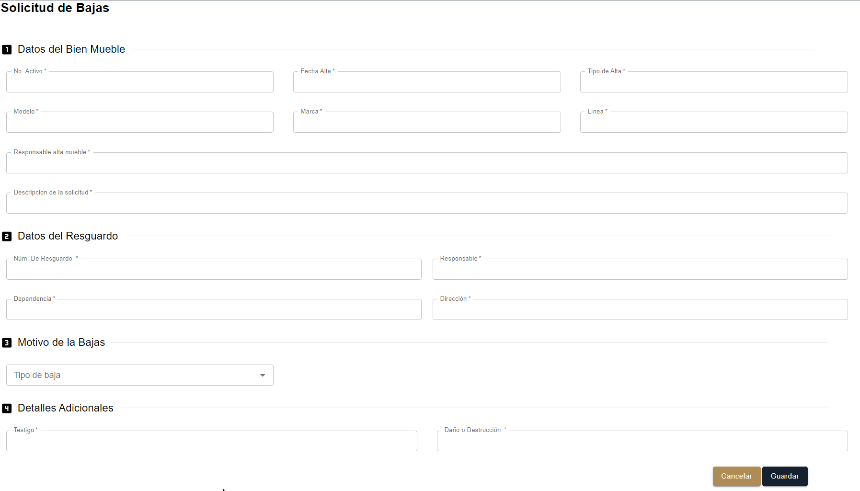 Solicitud de Bajas
1 Datos del Bien Mueble
No. Activo *
Fecha Alta *
Tipo de Alta *
Modelo *
Marca *
Linea *
Responsable alta mueble *
Descripcion de la solicitud *
2 Datos del Resguardo
Núm. De Resguardo *
Responsable *
Dependencia *
Dirección *
3 Motivo de la Bajas
Tipo de baja
4 Detalles Adicionales
Testigo *
Daño o Destrucción *
Cancelar
Guardar